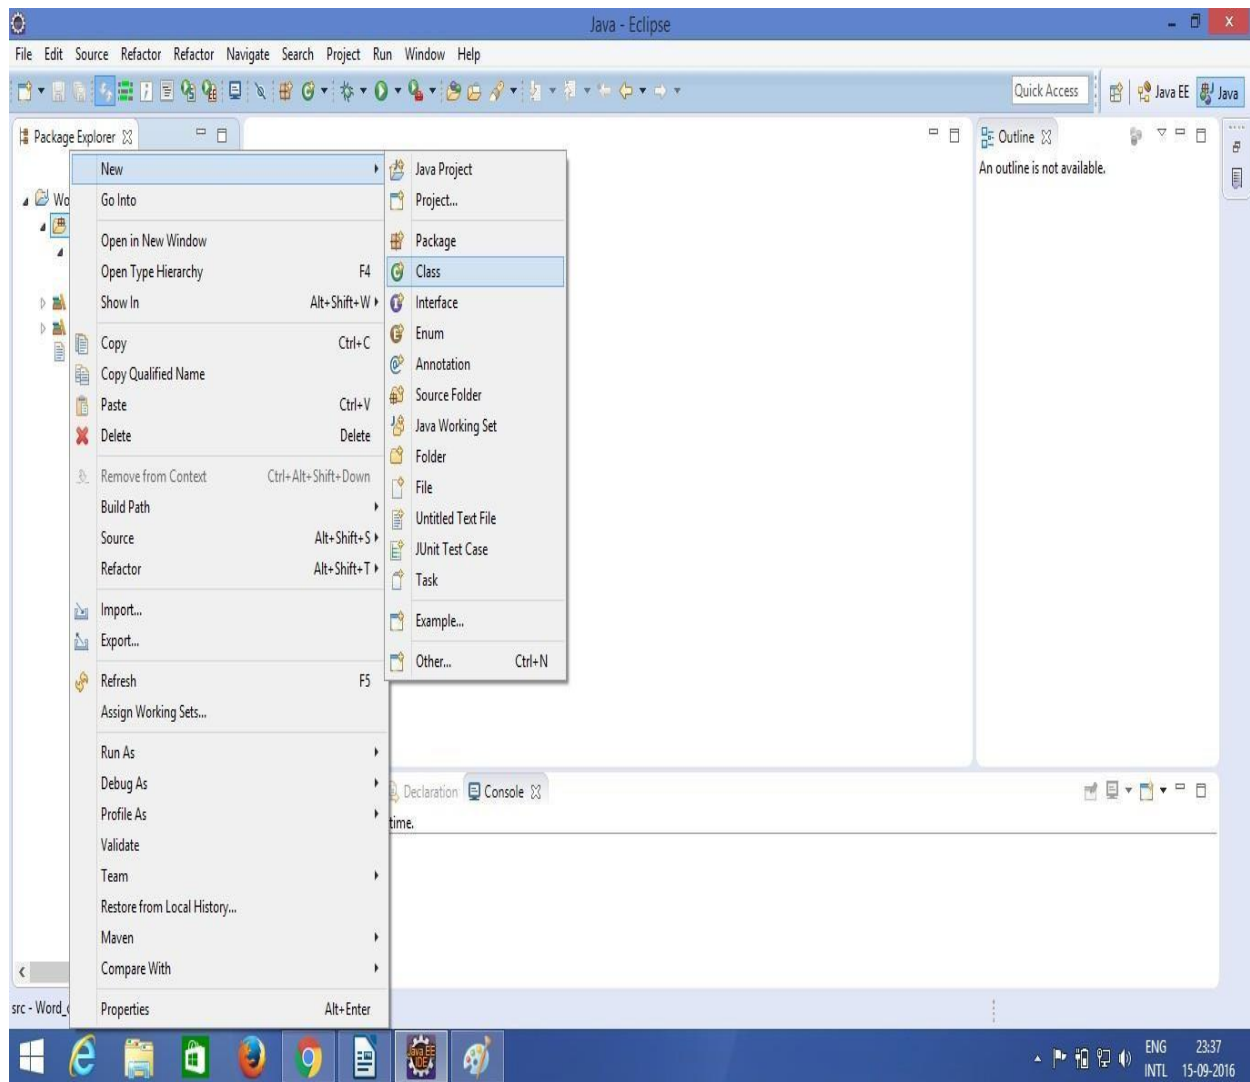 Java - Eclipse
File Edit Source Refactor Refactor Navigate Search Project Run Window Help
Quick Access Java EE Java
Package Explorer
Outline
An outline is not available.
New
Go Into
Open in New Window
Open Type Hierarchy F4
Show In Alt+Shift+W
Copy Ctrl+C
Copy Qualified Name
Paste Ctrl+V
Delete Delete
Remove from Context Ctrl+Alt+Shift+Down
Build Path
Source Alt+Shift+S
Refactor Alt+Shift+T
Import...
Export...
Refresh F5
Assign Working Sets...
Run As
Debug As
Profile As
Validate
Team
Restore from Local History...
Maven
Compare With
Properties Alt+Enter
Java Project
Project...
Package
Class
Interface
Enum
Annotation
Source Folder
Java Working Set
Folder
File
Untitled Text File
JUnit Test Case
Task
Example...
Other... Ctrl+N
Declaration Console
time.
src - Word_
Java EE
IDE
ENG 23:37
INTL 15-09-2016